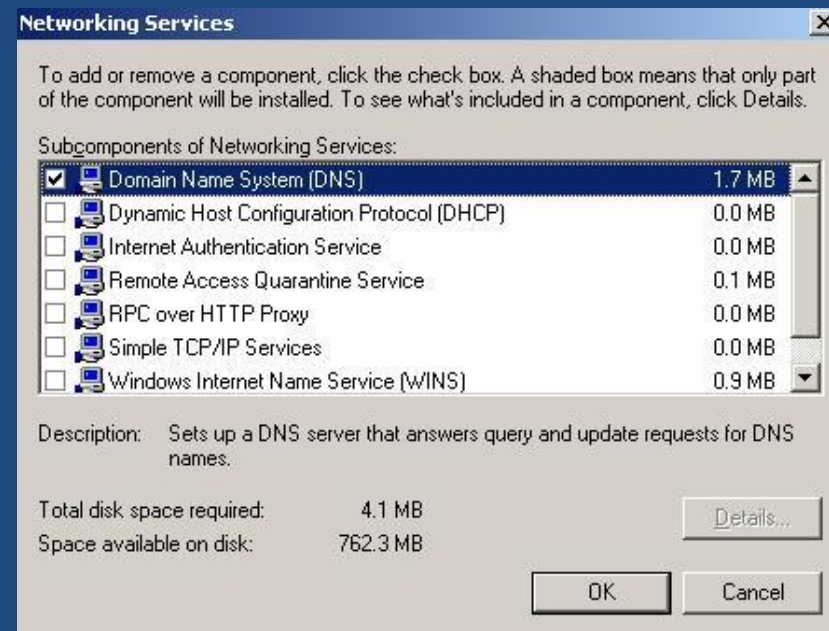 Networking Services
To add or remove a component, click the check box. A shaded box means that only part
of the component will be installed. To see what's included in a component, click Details.
Subcomponents of Networking Services:
Domain Name System (DNS) 1.7 MB
Dynamic Host Configuration Protocol (DHCP) 0.0 MB
Internet Authentication Service 0.0 MB
Remote Access Quarantine Service 0.1 MB
RPC over HTTP Proxy 0.0 MB
Simple TCP/IP Services 0.0 MB
Windows Internet Name Service (WINS) 0.9 MB
Description: Sets up a DNS server that answers query and update requests for DNS
names.
Total disk space required: 4.1 MB
Details...
Space available on disk: 762.3 MB
OK Cancel